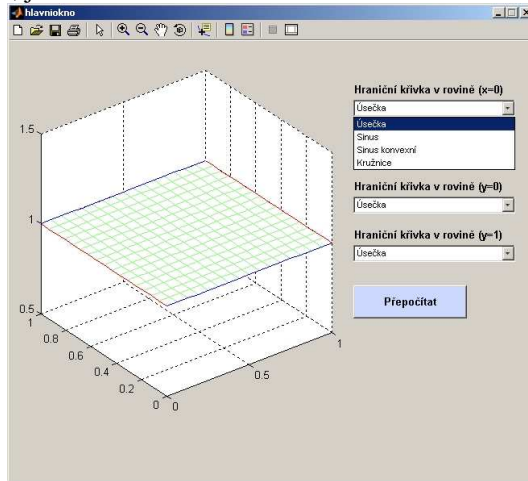 hlavniokno
Hraniční křivka v rovině (x=0)
Úsečka
Úsečka
Sinus
Sinus konvexní
Kružnice
Hraniční křivka v rovině (y=0)
Úsečka
Hraniční křivka v rovině (y=1)
Úsečka
Přepočítat
1.5
1
0.5
1
0.8
0.6
0.4
0.2
0
0
0.5
1